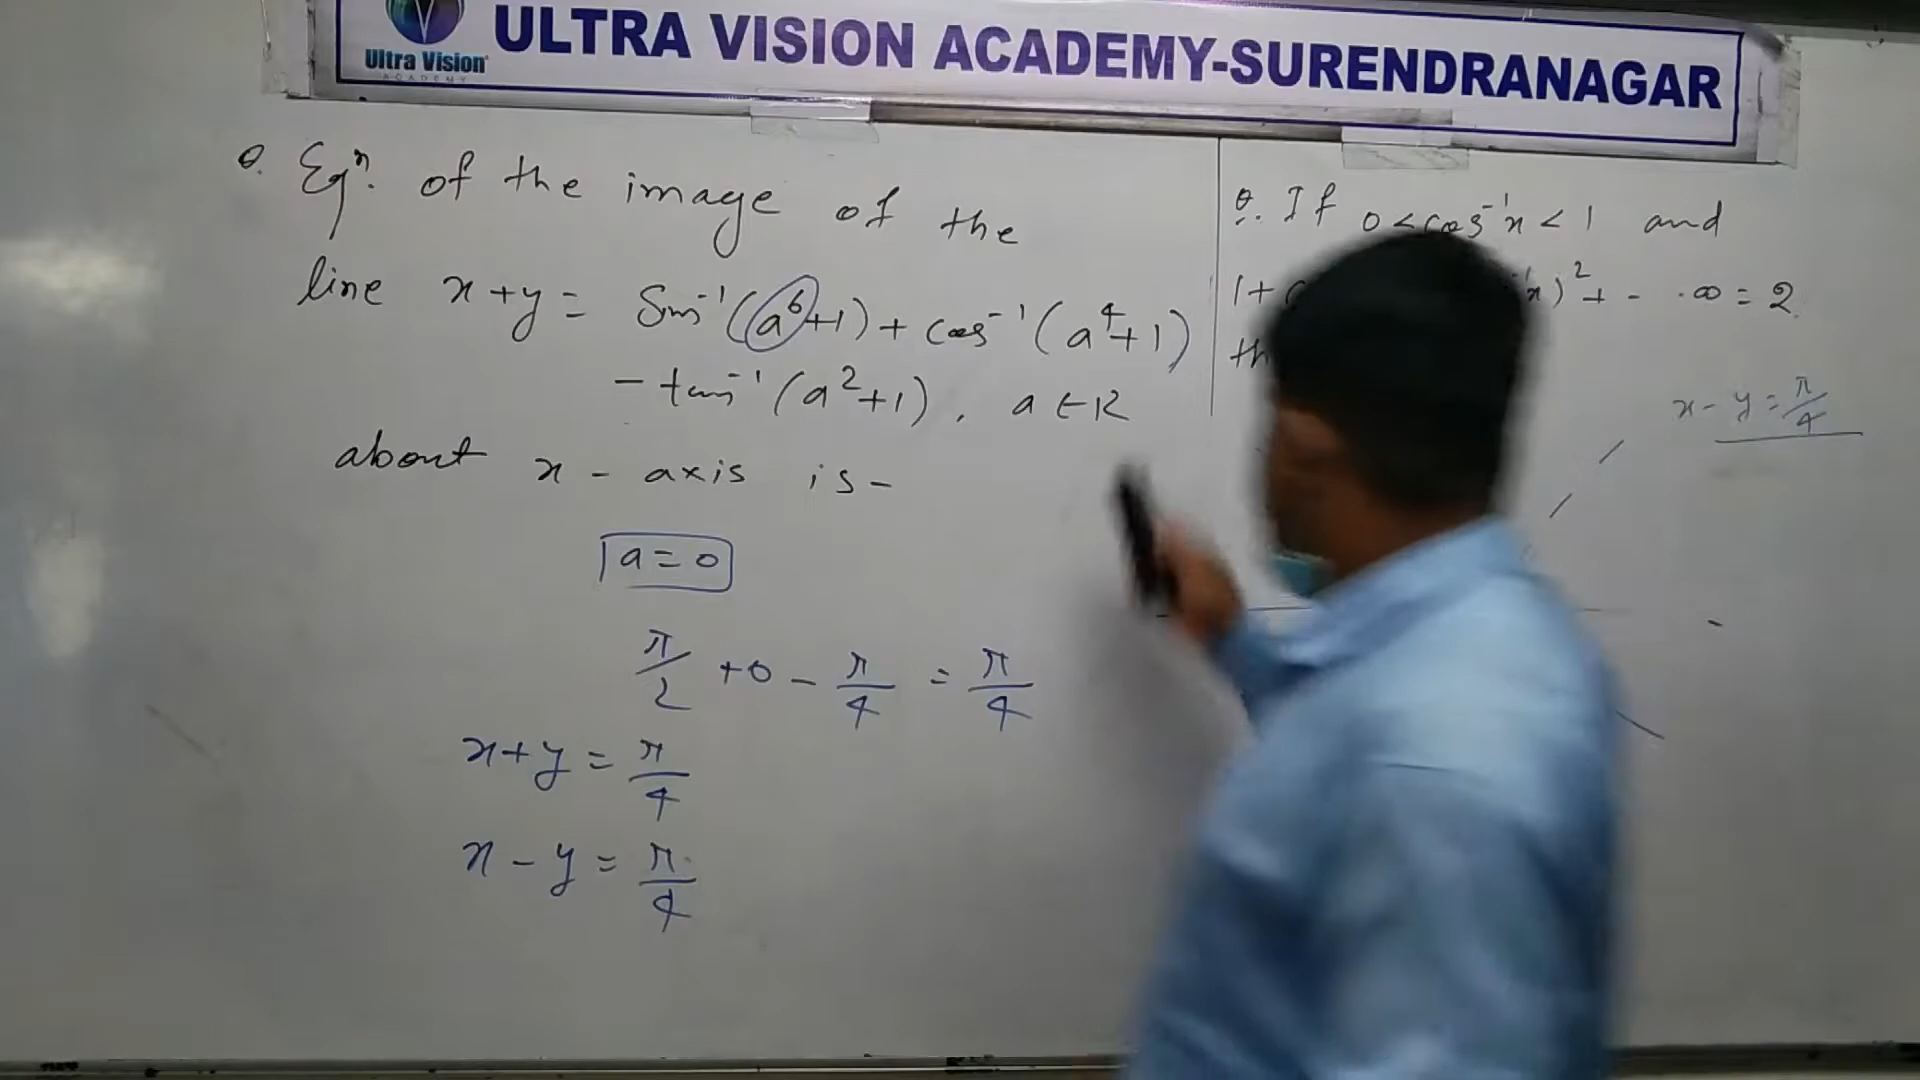 Ultra Vision
ACADEMY
ULTRA VISION ACADEMY-SURENDRANAGAR
Q. Eqⁿ. of the image of the
line x+y = Sin⁻¹(a⁶+1) + cos⁻¹(a⁴+1)
- tan⁻¹(a²+1), a ∈ R
about x - axis is -
a = 0
π/2 + 0 - π/4 = π/4
x+y = π/4
x - y = π/4
Q. If 0 < cos⁻¹x < 1 and
1+ x)² + - - ∞ = 2
x - y = π/4